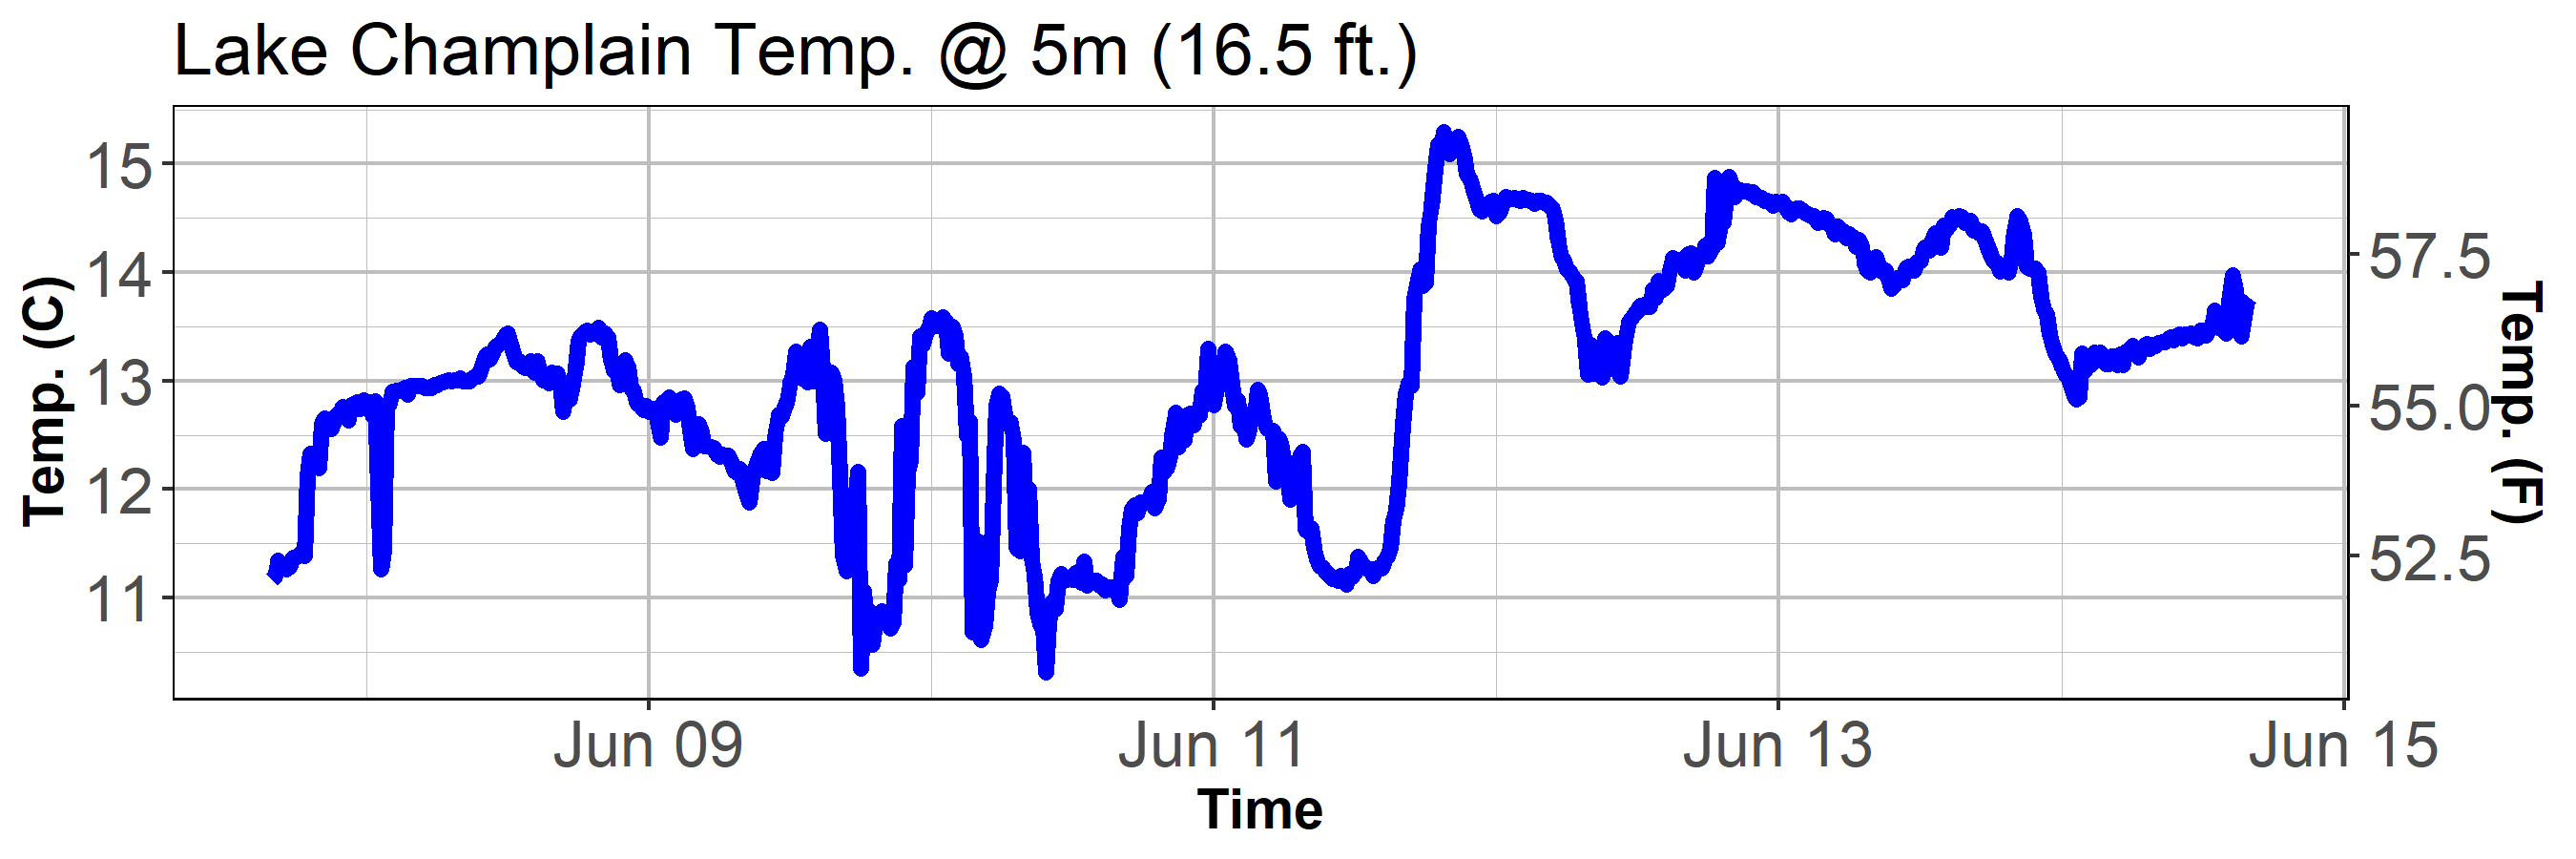 Lake Champlain Temp. @ 5m (16.5 ft.)
Temp. (C)
15
14
13
12
11
57.5
55.0
52.5
Temp. (F)
Jun 09
Jun 11
Jun 13
Jun 15
Time